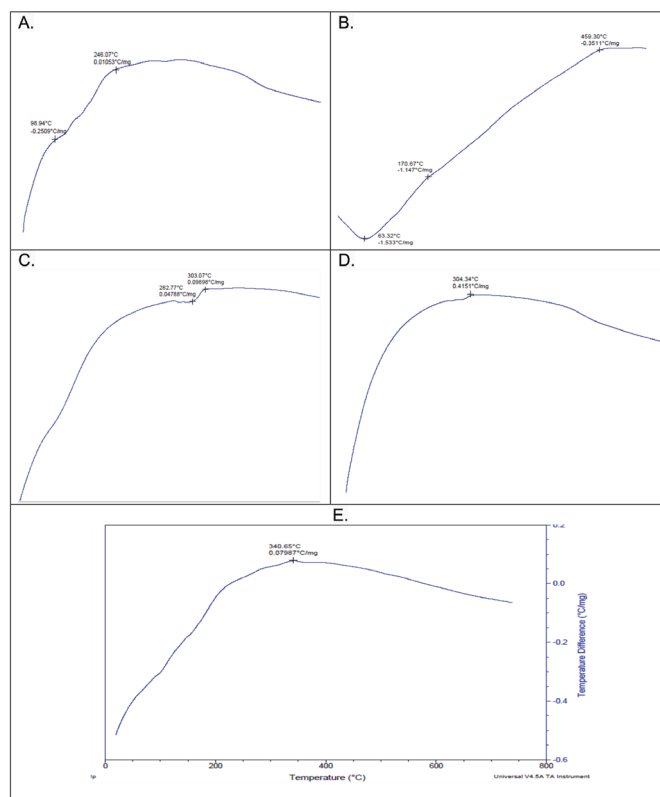 A.
246.07°C
0.01053°C/mg
98.94°C
-0.2509°C/mg
B.
459.30°C
-0.3511°C/mg
170.67°C
-1.147°C/mg
63.32°C
-1.533°C/mg
C.
303.07°C
0.09896°C/mg
282.77°C
0.04788°C/mg
D.
304.34°C
0.4151°C/mg
E.
340.65°C
0.07987°C/mg
0.2
0.0
-0.2
-0.4
-0.6
Temperature Difference (°C/mg)
0
200
400
600
800
Temperature (°C)
Universal V4.5A TA Instrument